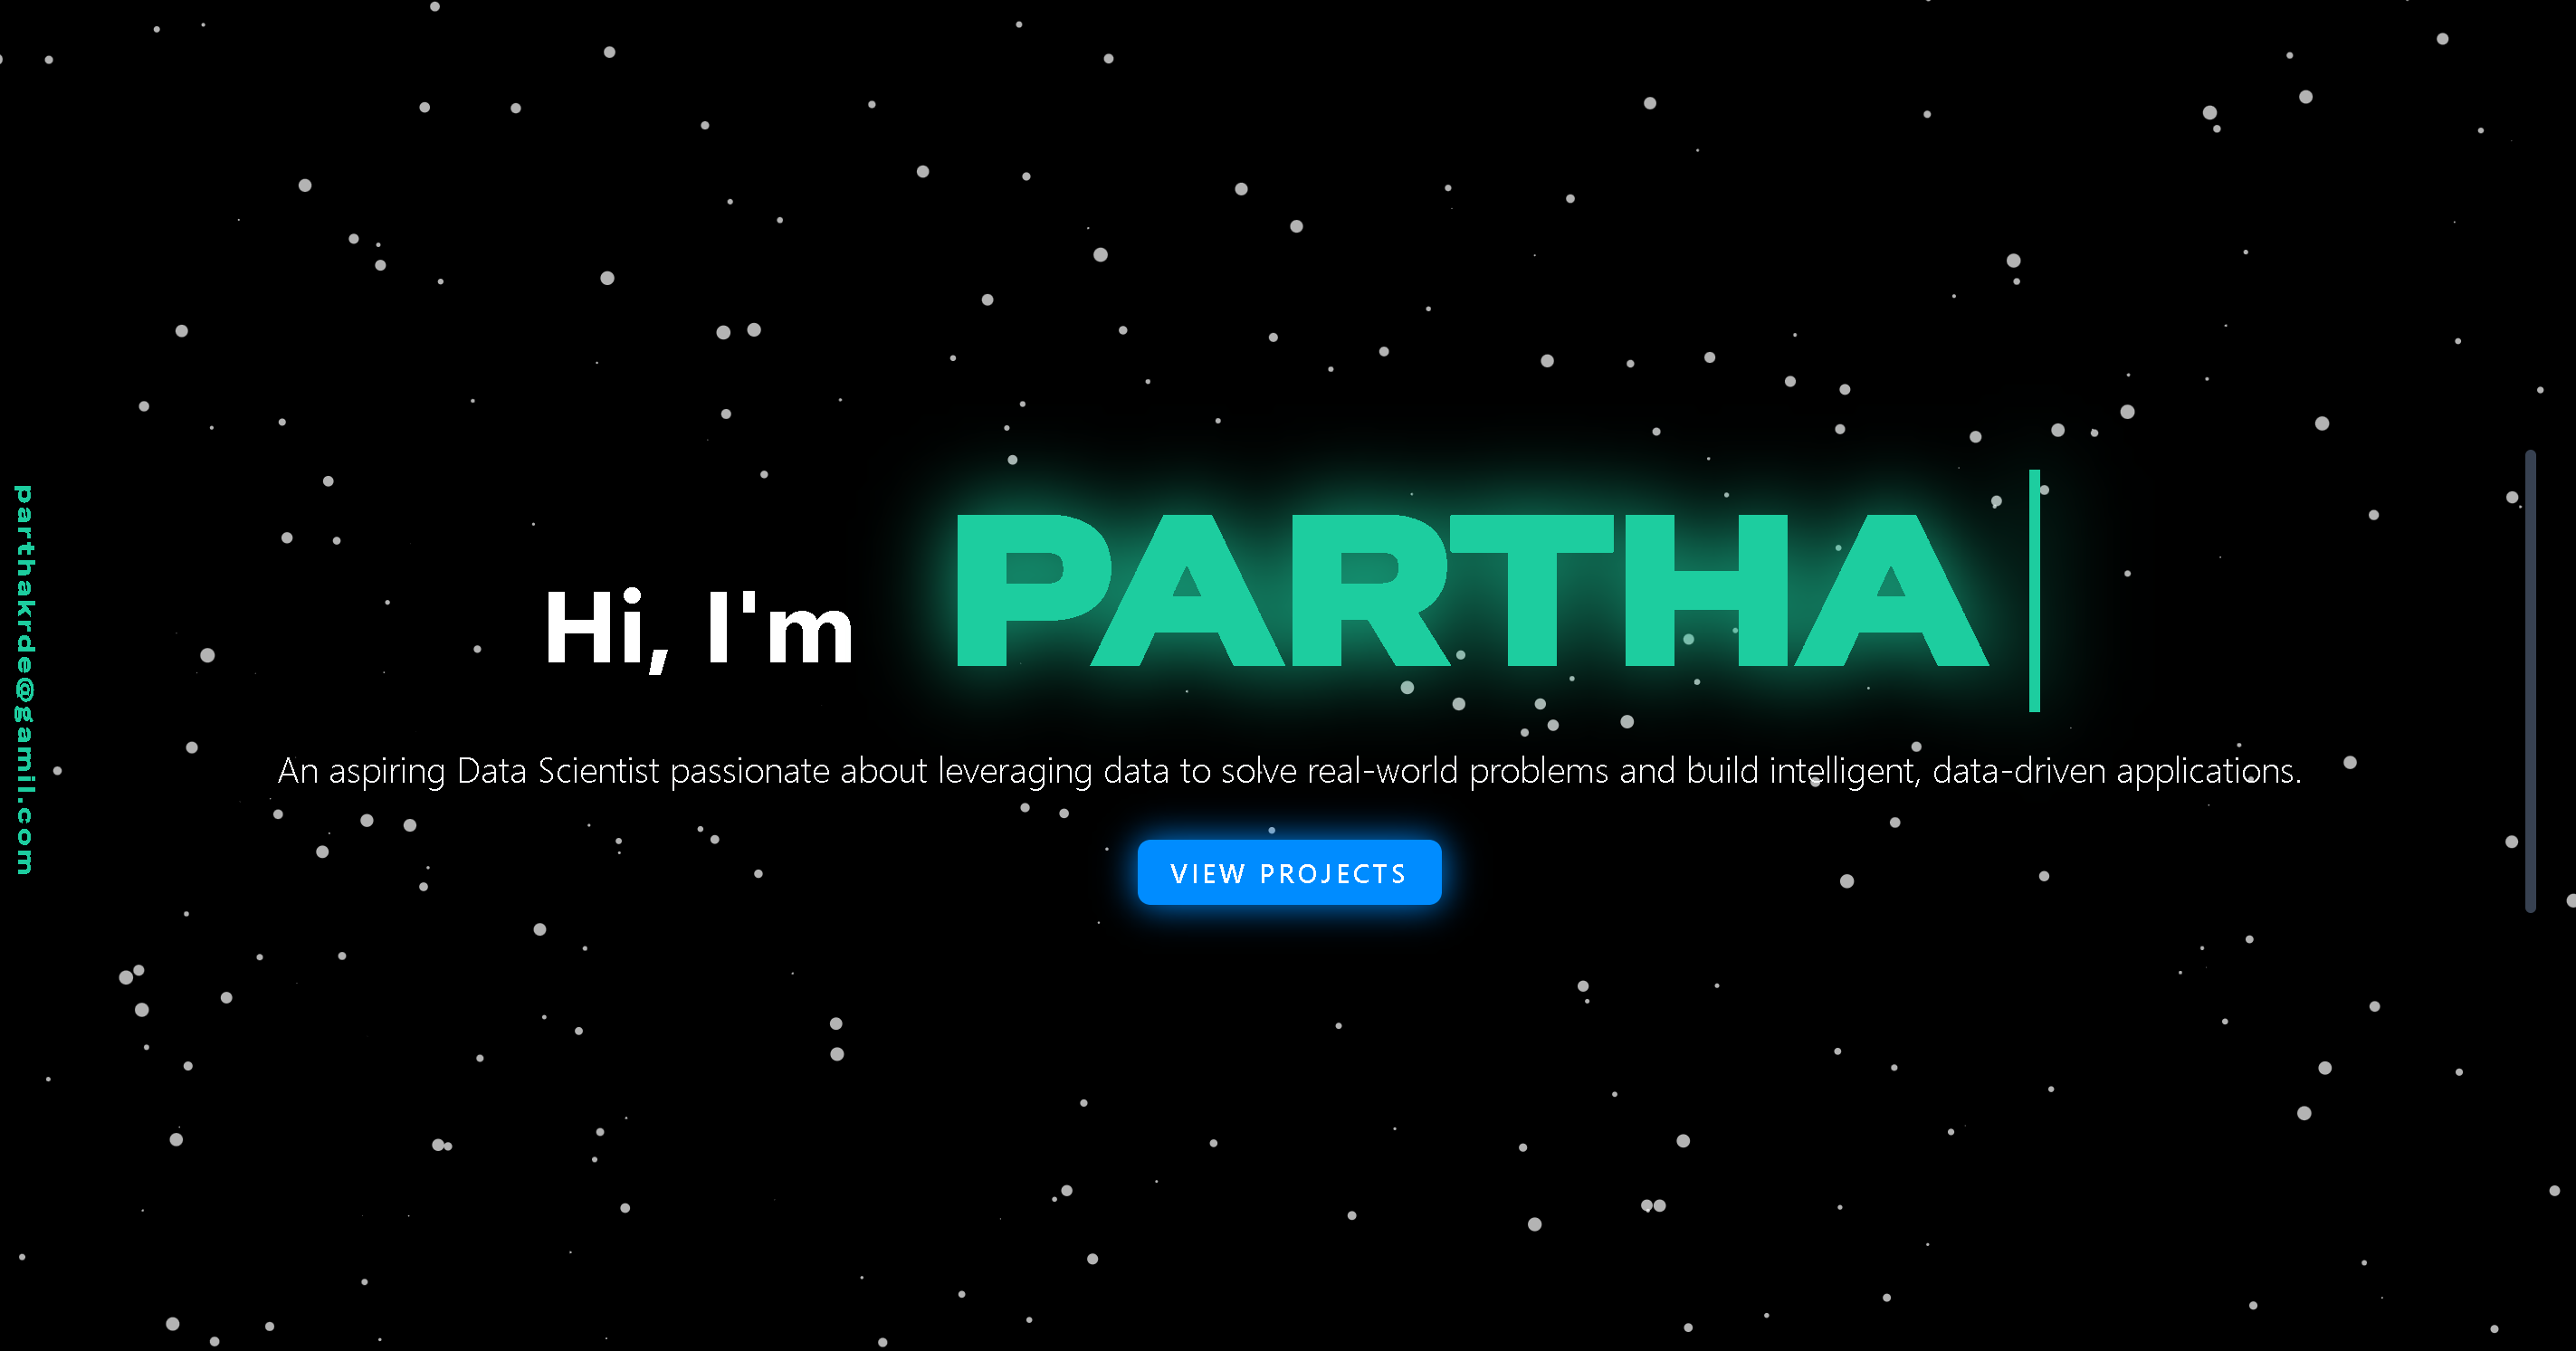 Hi, I'm PARTHA
An aspiring Data Scientist passionate about leveraging data to solve real-world problems and build intelligent, data-driven applications.
VIEW PROJECTS
parthakrde@gamil.com